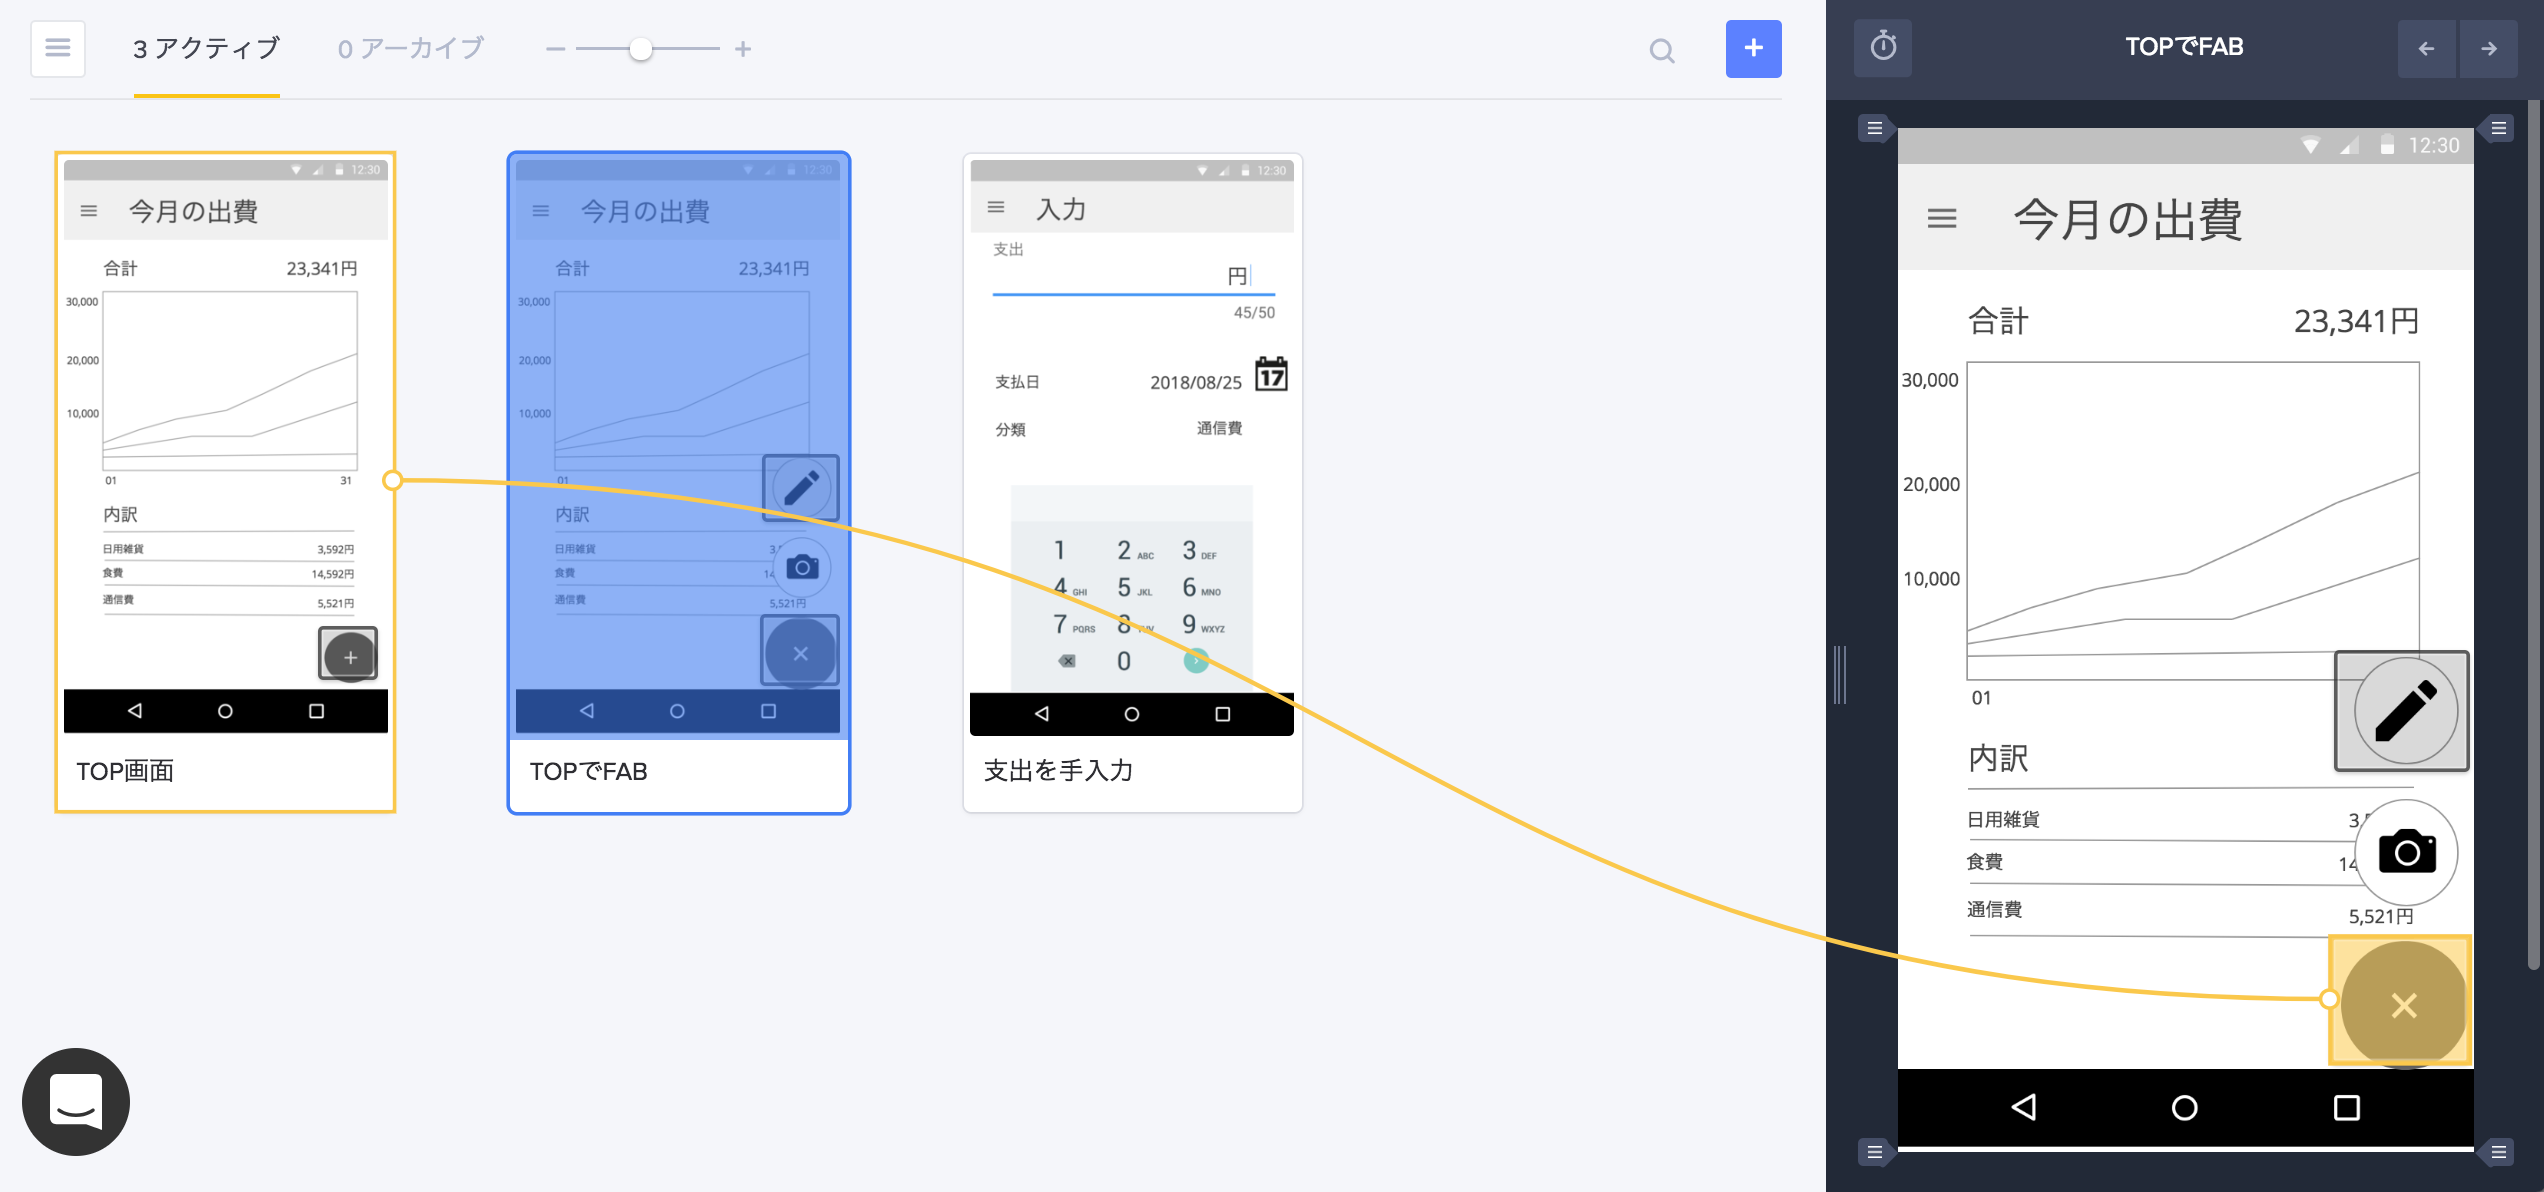 3 アクティブ
0 アーカイブ
TOPでFAB
12:30
今月の出費
合計 23,341円
30,000
20,000
10,000
01 31
内訳
日用雑貨 3,592円
食費 14,592円
通信費 5,521円
TOP画面
12:30
今月の出費
合計 23,341円
30,000
20,000
10,000
01
内訳
日用雑貨 3,
食費 14
通信費 5,521円
TOPでFAB
12:30
入力
支出
円
45/50
支払日 2018/08/25 17
分類 通信費
1 2 ABC 3 DEF
4 GHI 5 JKL 6 MNO
7 PQRS 8 TUV 9 WXYZ
0
支出を手入力
12:30
今月の出費
合計 23,341円
30,000
20,000
10,000
01
内訳
日用雑貨 3,
食費 14
通信費 5,521円